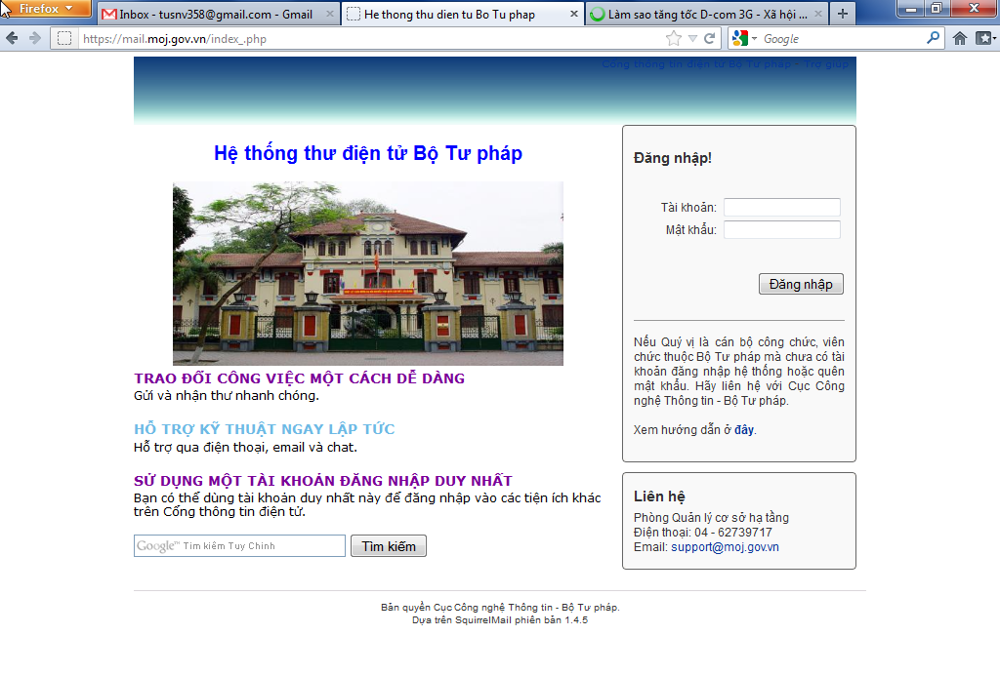 Firefox
Inbox - tusnv358@gmail.com - Gmail
He thong thu dien tu Bo Tu phap
Làm sao tăng tốc D-com 3G - Xã hội ...
https://mail.moj.gov.vn/index_.php
Google
Cổng thông tin điện tử Bộ Tư pháp - Trợ giúp
Hệ thống thư điện tử Bộ Tư pháp
TRAO ĐỔI CÔNG VIỆC MỘT CÁCH DỄ DÀNG
Gửi và nhận thư nhanh chóng.
HỖ TRỢ KỸ THUẬT NGAY LẬP TỨC
Hỗ trợ qua điện thoại, email và chat.
SỬ DỤNG MỘT TÀI KHOẢN ĐĂNG NHẬP DUY NHẤT
Bạn có thể dùng tài khoản duy nhất này để đăng nhập vào các tiện ích khác
trên Cổng thông tin điện tử.
Google™ Tìm kiếm Tùy Chỉnh
Tìm kiếm
Đăng nhập!
Tài khoản:
Mật khẩu:
Đăng nhập
Nếu Quý vị là cán bộ công chức, viên
chức thuộc Bộ Tư pháp mà chưa có tài
khoản đăng nhập hệ thống hoặc quên
mật khẩu. Hãy liên hệ với Cục Công
nghệ Thông tin - Bộ Tư pháp.
Xem hướng dẫn ở đây.
Liên hệ
Phòng Quản lý cơ sở hạ tầng
Điện thoại: 04 - 62739717
Email: support@moj.gov.vn
Bản quyền Cục Công nghệ Thông tin - Bộ Tư pháp.
Dựa trên SquirrelMail phiên bản 1.4.5